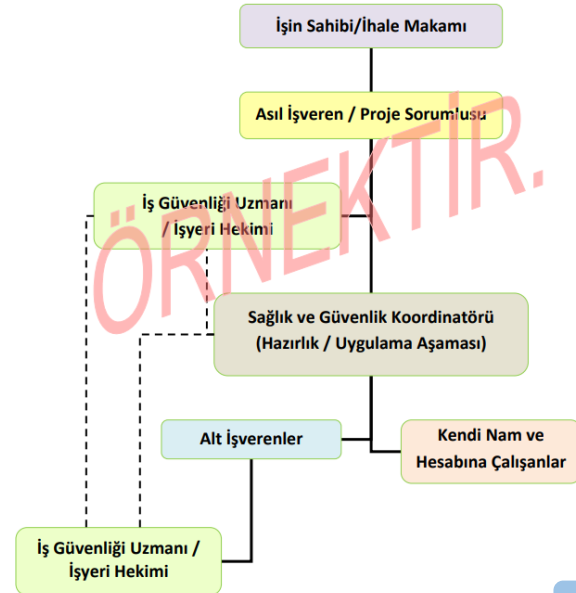 İşin Sahibi/İhale Makamı
Asıl İşveren / Proje Sorumlusu
İş Güvenliği Uzmanı
/ İşyeri Hekimi
ÖRNEKTİR.
Sağlık ve Güvenlik Koordinatörü
(Hazırlık / Uygulama Aşaması)
Alt İşverenler
Kendi Nam ve
Hesabına Çalışanlar
İş Güvenliği Uzmanı /
İşyeri Hekimi